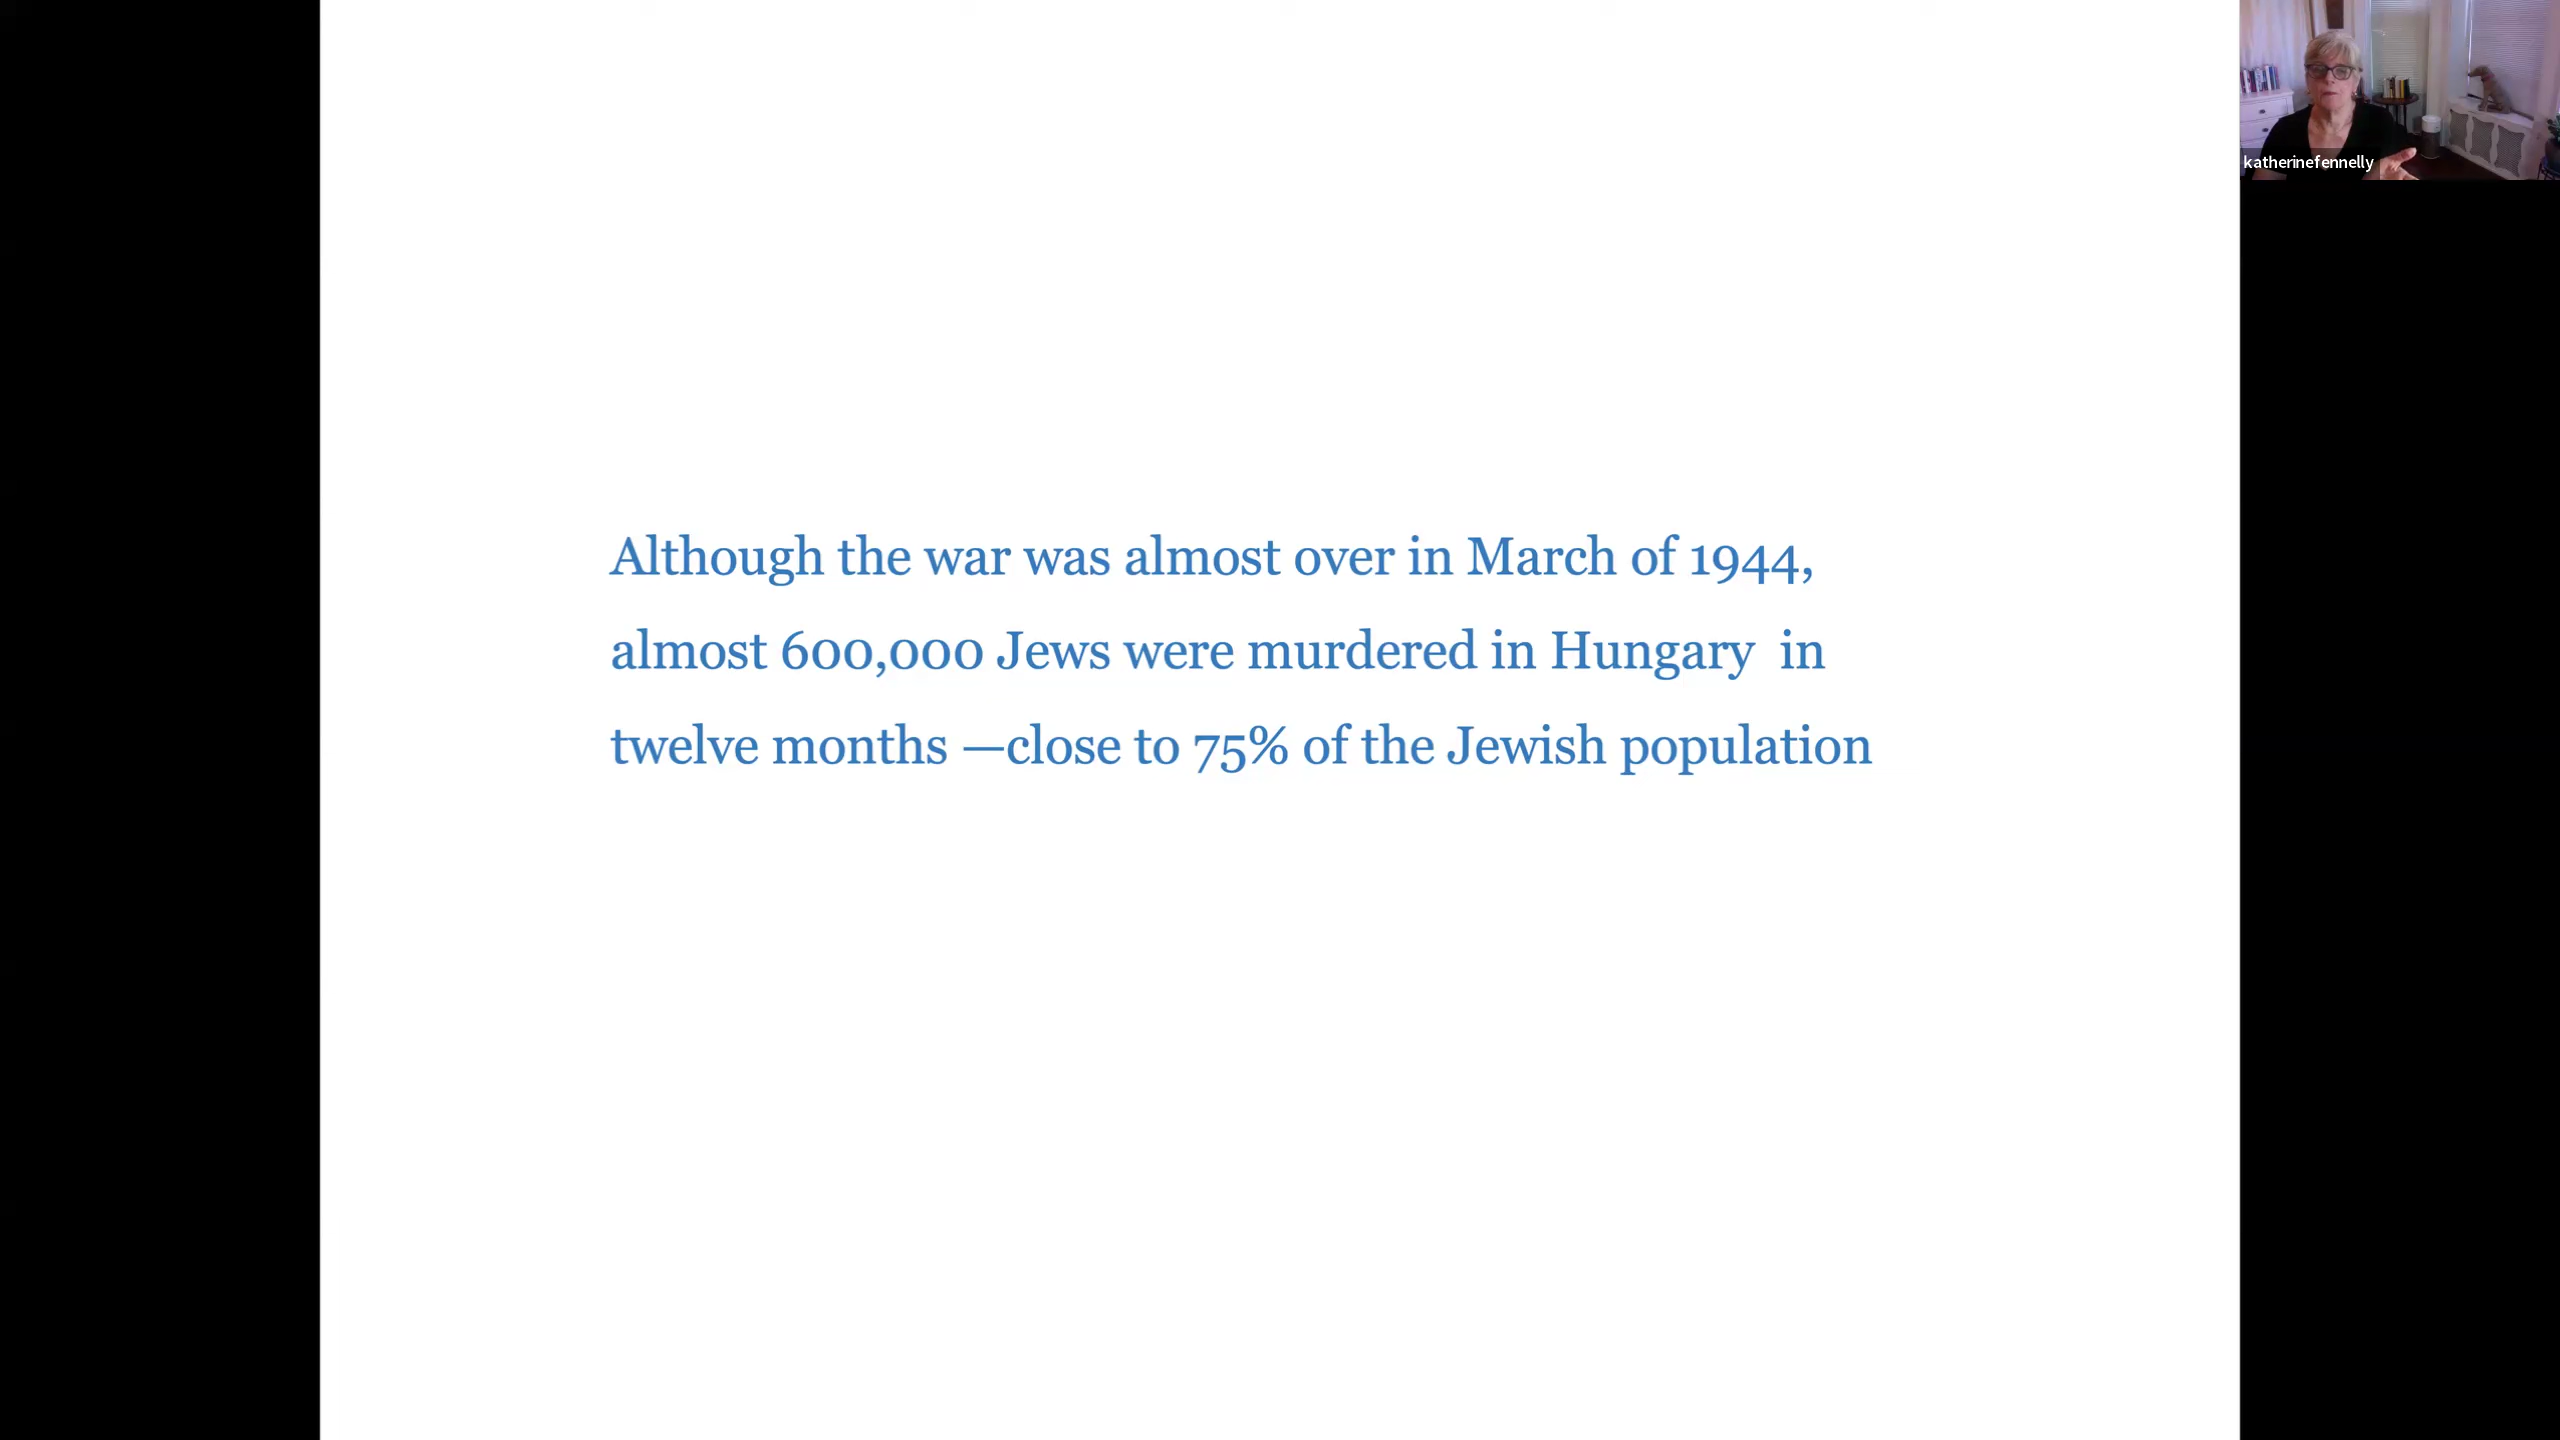 katherinefennelly
Although the war was almost over in March of 1944,
almost 600,000 Jews were murdered in Hungary  in
twelve months —close to 75% of the Jewish population